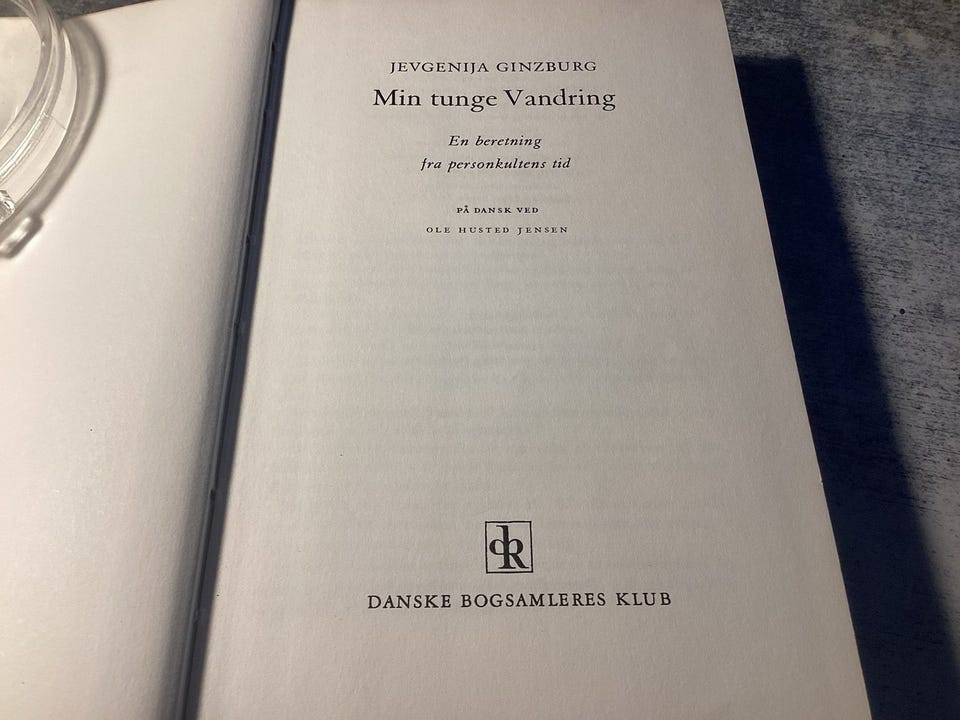 JEVGENIJA GINZBURG
Min tunge Vandring
En beretning
fra personkultens tid
PÅ DANSK VED
OLE HUSTED JENSEN
DANSKE BOGSAMLERES KLUB